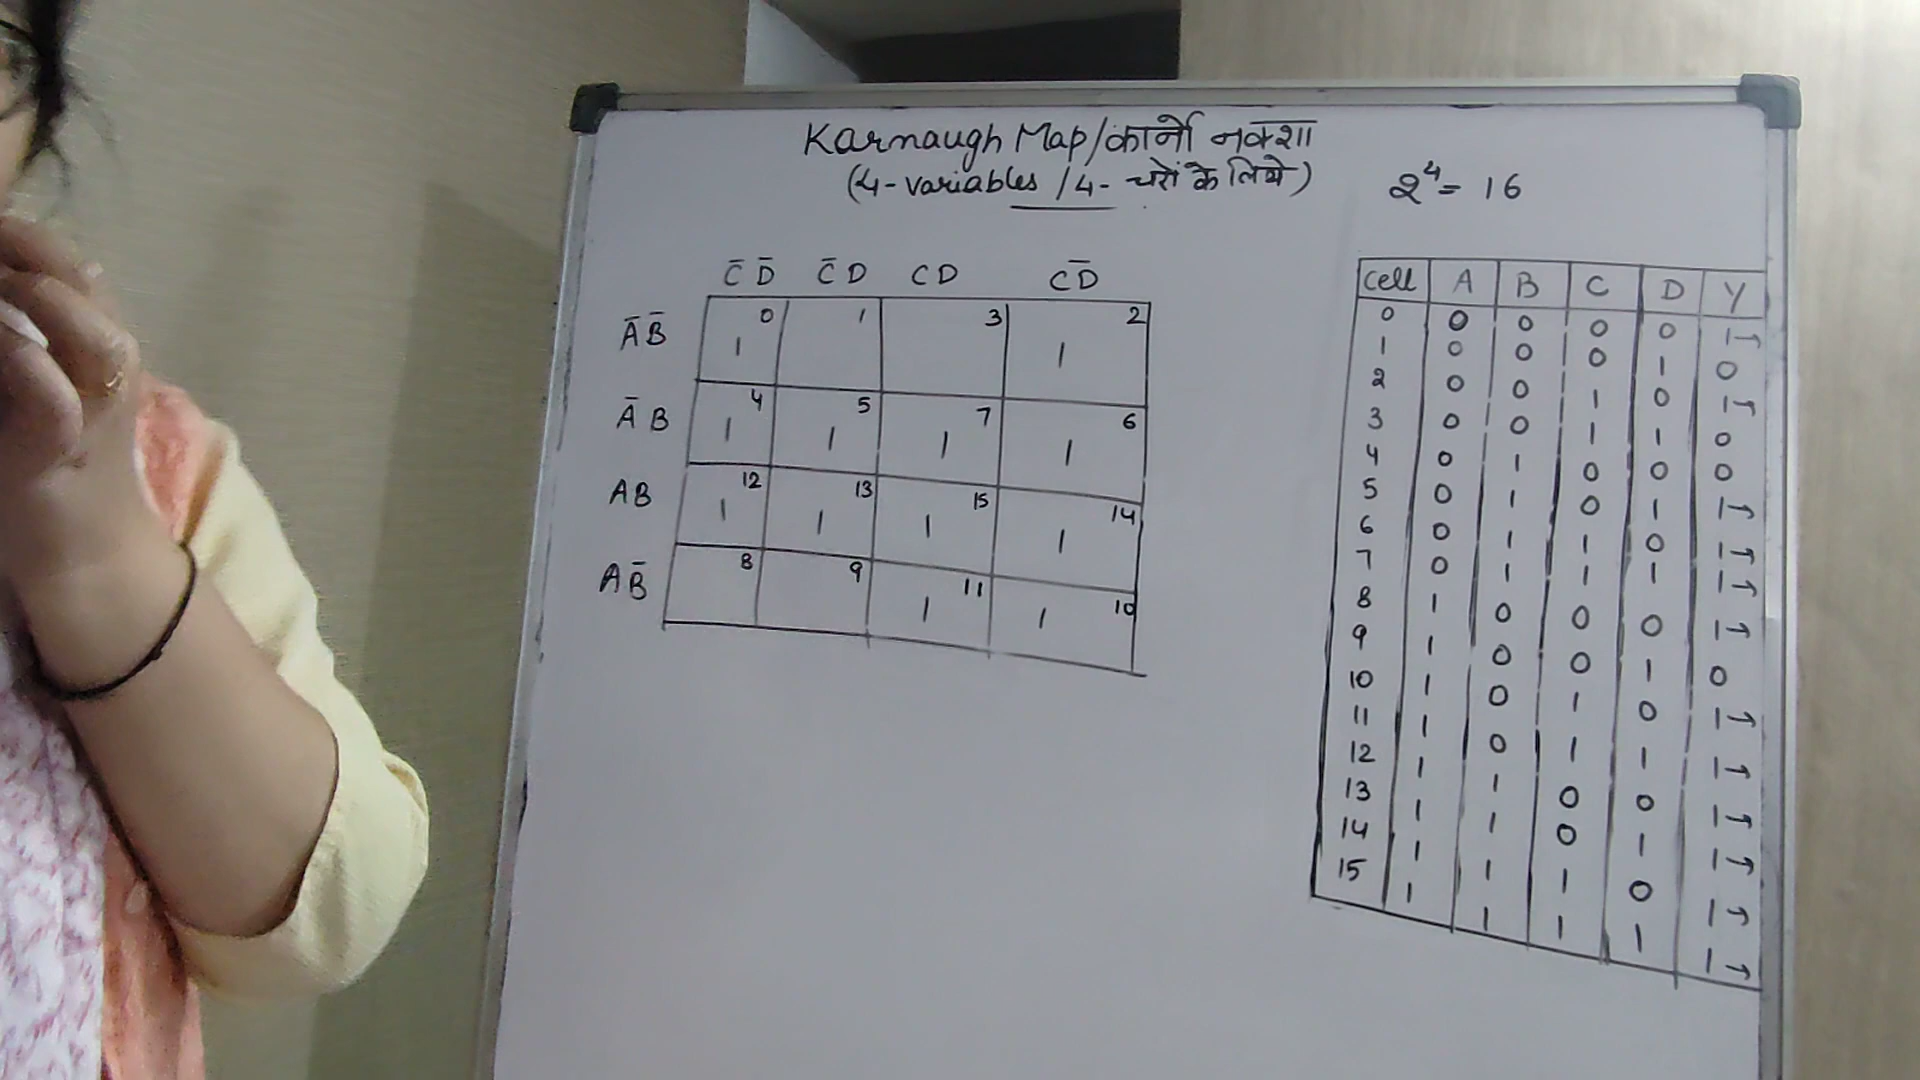 Karnaugh Map/कार्नो नक्शा
(4-variables /4- चरों के लिये)
2⁴= 16
C̄ D̄ C̄ D C D C D̄
Ā B̄ 0 1 1 3 2 1
Ā B 4 1 5 1 7 1 6 1
A B 12 1 13 1 15 1 14 1
A B̄ 8 9 11 1 10 1
Cell A B C D Y
0 0 0 0 0 1
1 0 0 0 1 0
2 0 0 1 0 1
3 0 0 1 1 0
4 0 1 0 0 0
5 0 1 0 1 1
6 0 1 1 0 1
7 0 1 1 1 1
8 1 0 0 0 1
9 1 0 0 1 0
10 1 0 1 0 1
11 1 0 1 1 1
12 1 1 0 0 1
13 1 1 0 1 1
14 1 1 1 0 1
15 1 1 1 1 1